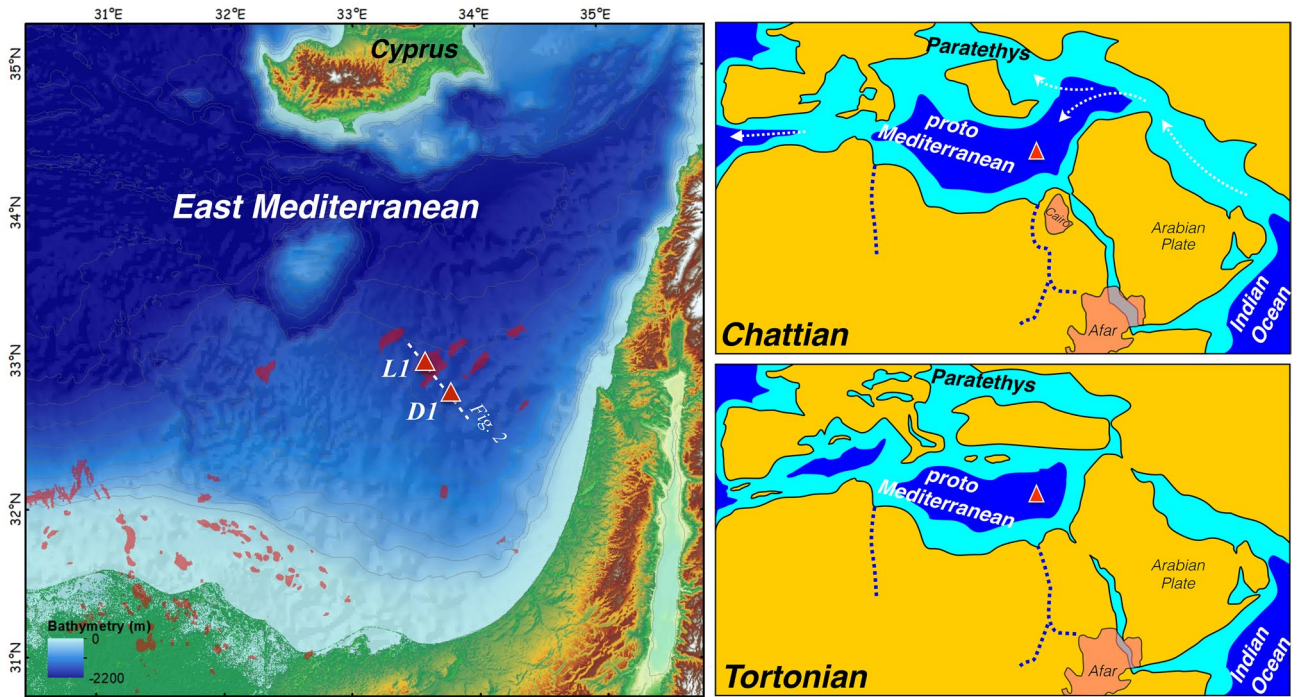 31°E
32°E
33°E
34°E
35°E
35°N
34°N
33°N
32°N
31°N
Cyprus
East Mediterranean
L1
D1
Fig. 2
Bathymetry (m)
0
-2200
Paratethys
proto
Mediterranean
Cairo
Arabian
Plate
Afar
Indian
Ocean
Chattian
Paratethys
proto
Mediterranean
Arabian
Plate
Afar
Indian
Ocean
Tortonian